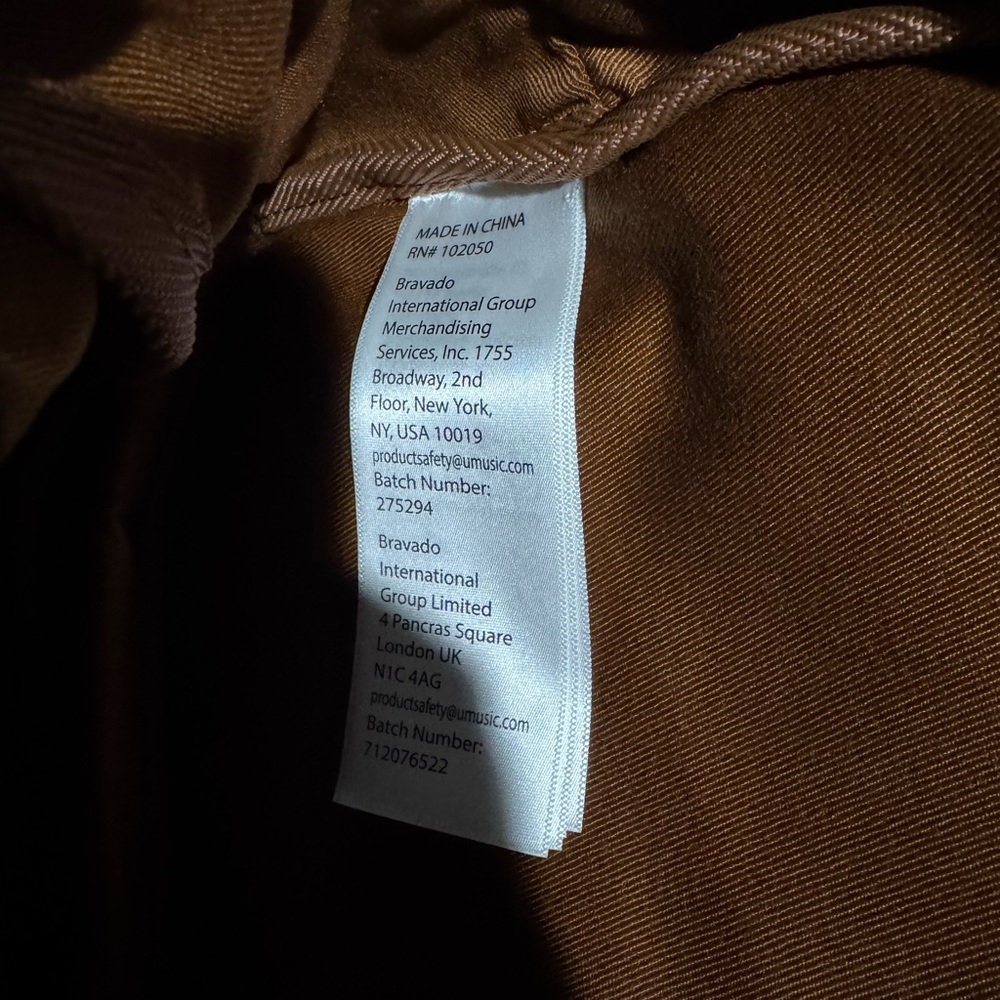 MADE IN CHINA
RN# 102050
Bravado
International Group
Merchandising
Services, Inc. 1755
Broadway, 2nd
Floor, New York,
NY, USA 10019
productsafety@umusic.com
Batch Number:
275294
Bravado
International
Group Limited
4 Pancras Square
London UK
N1C 4AG
productsafety@umusic.com
Batch Number:
712076522